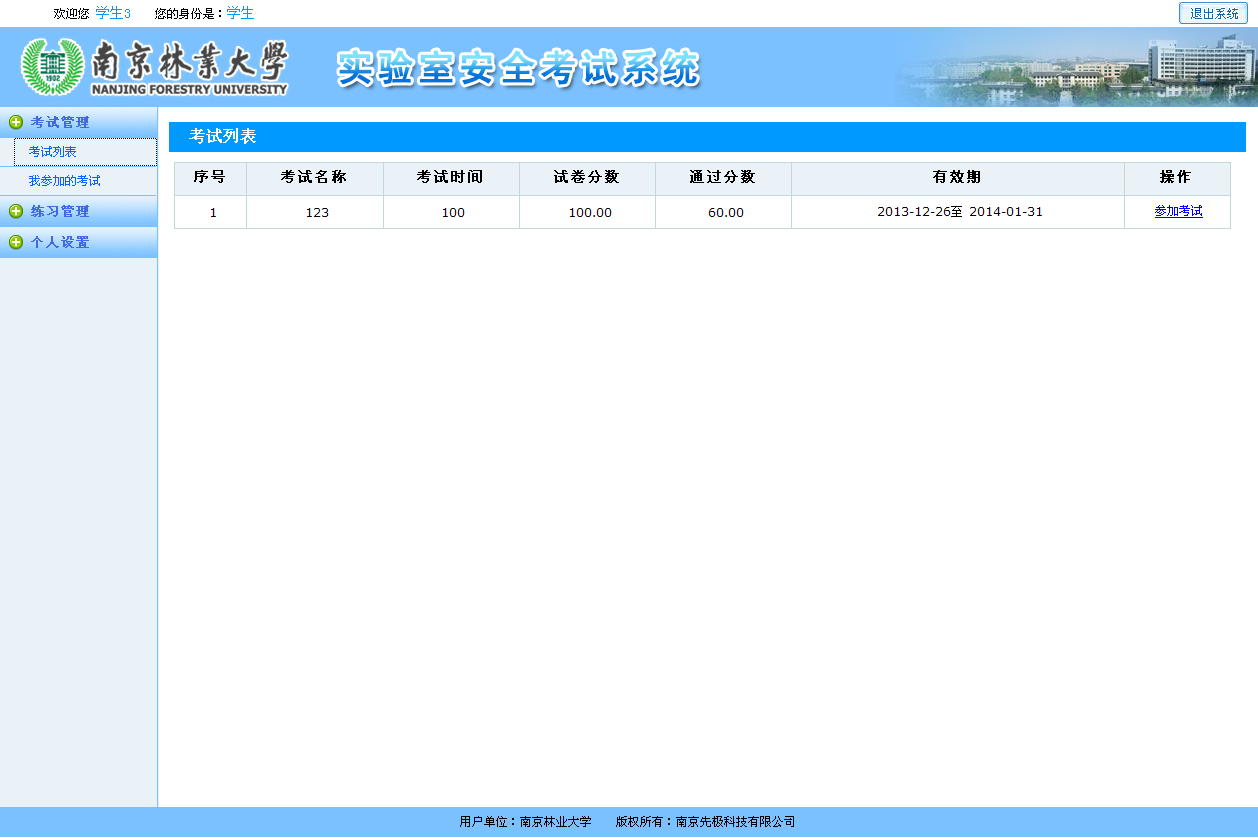 欢迎您 学生3 您的身份是：学生 退出系统
南京林業大學 实验室安全考试系统
NANJING FORESTRY UNIVERSITY
1902
考试管理
考试列表
我参加的考试
练习管理
个人设置
考试列表
序号 考试名称 考试时间 试卷分数 通过分数 有效期 操作
1 123 100 100.00 60.00 2013-12-26至 2014-01-31 参加考试
用户单位：南京林业大学 版权所有：南京先极科技有限公司